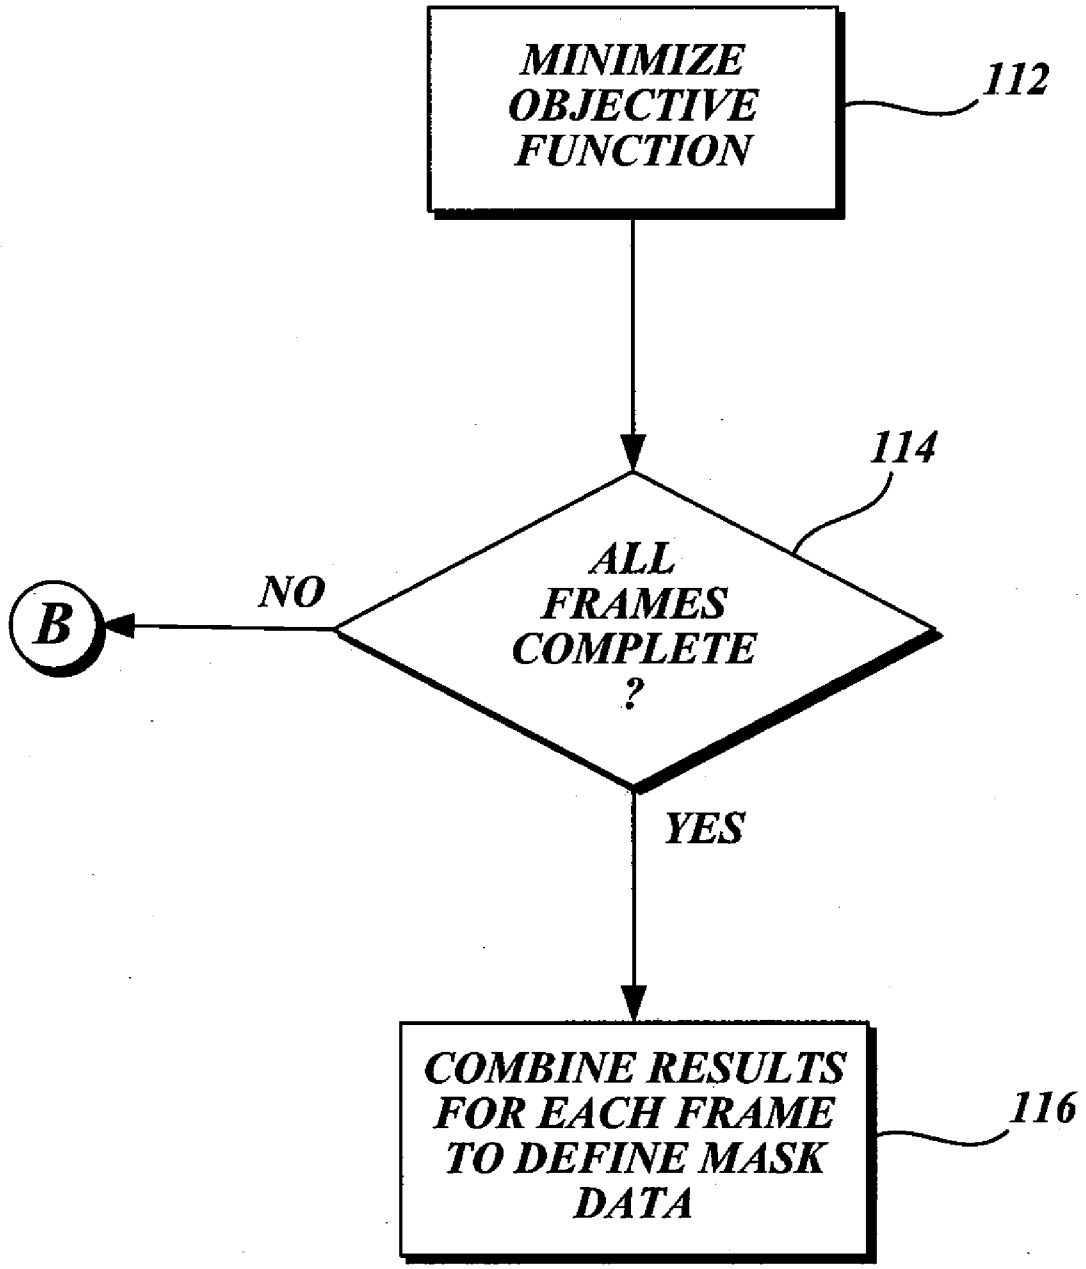 MINIMIZE
OBJECTIVE
FUNCTION
112
114
ALL
FRAMES
COMPLETE
?
NO
B
YES
COMBINE RESULTS
FOR EACH FRAME
TO DEFINE MASK
DATA
116